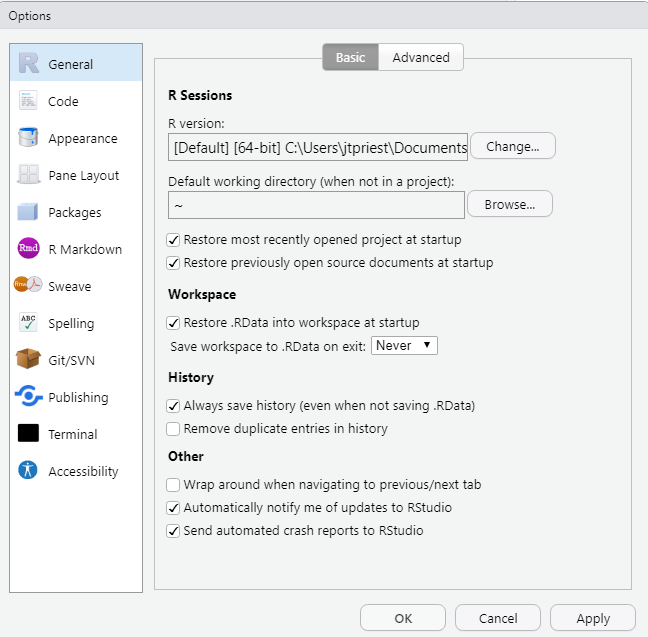 Options
General
Code
Appearance
Pane Layout
Packages
Rmd R Markdown
Rnw Sweave
ABC Spelling
Git/SVN
Publishing
Terminal
Accessibility
Basic Advanced
R Sessions
R version:
[Default] [64-bit] C:\Users\jtpriest\Documents Change...
Default working directory (when not in a project):
~ Browse...
Restore most recently opened project at startup
Restore previously open source documents at startup
Workspace
Restore .RData into workspace at startup
Save workspace to .RData on exit: Never
History
Always save history (even when not saving .RData)
Remove duplicate entries in history
Other
Wrap around when navigating to previous/next tab
Automatically notify me of updates to RStudio
Send automated crash reports to RStudio
OK Cancel Apply